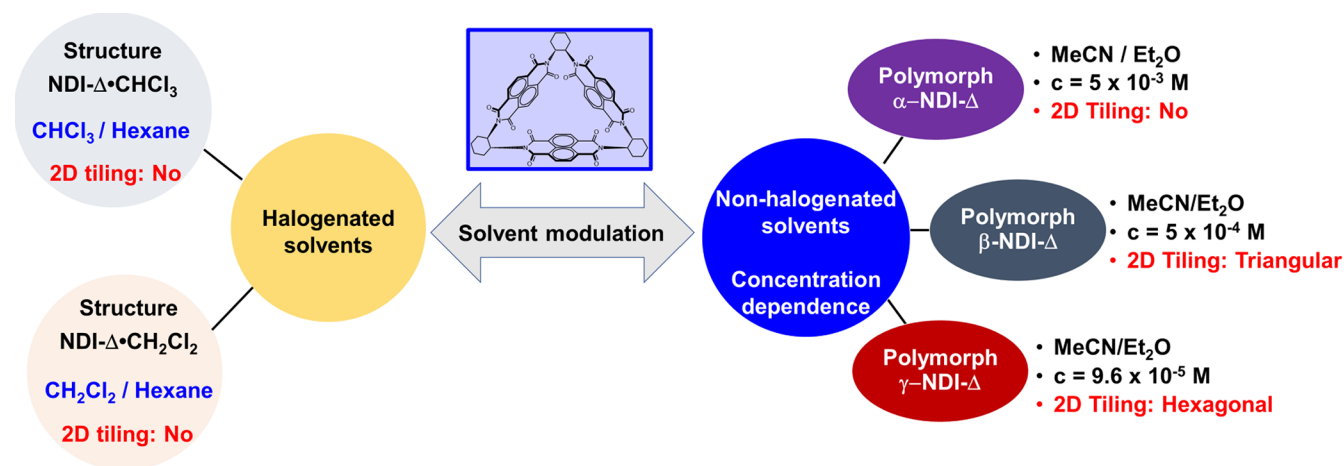 Structure
NDI-Δ•CHCl3
CHCl3 / Hexane
2D tiling: No
Halogenated
solvents
Structure
NDI-Δ•CH2Cl2
CH2Cl2 / Hexane
2D tiling: No
O
O
N
N
O
O
O
O
N
N
O
O
O
O
N
N
O
O
Solvent modulation
Non-halogenated
solvents
Concentration
dependence
Polymorph
α–NDI-Δ
• MeCN / Et2O
• c = 5 x 10-3 M
• 2D Tiling: No
Polymorph
β-NDI-Δ
• MeCN/Et2O
• c = 5 x 10-4 M
• 2D Tiling: Triangular
Polymorph
γ–NDI-Δ
• MeCN/Et2O
• c = 9.6 x 10-5 M
• 2D Tiling: Hexagonal